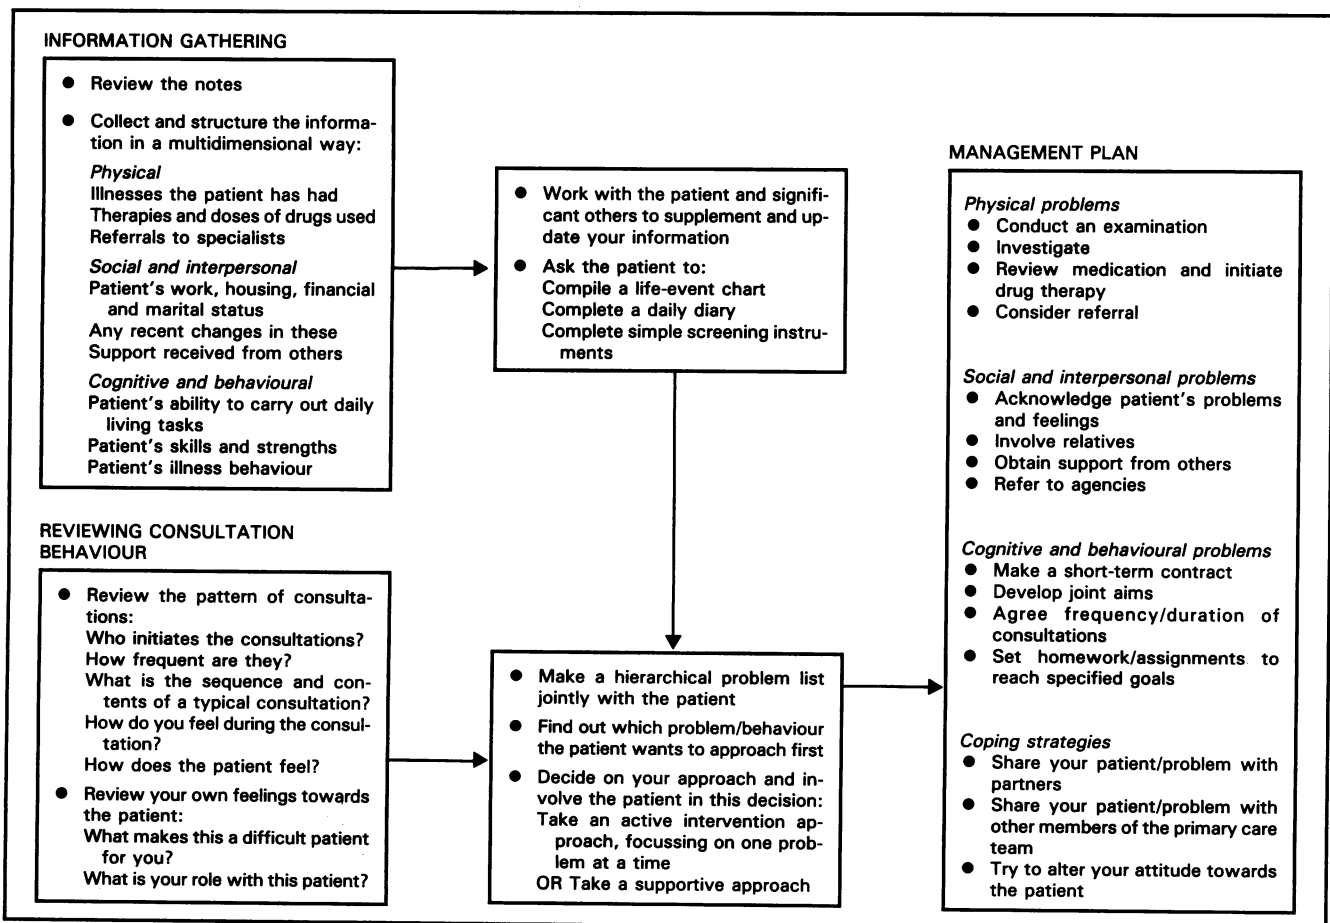 INFORMATION GATHERING
● Review the notes
● Collect and structure the informa-
tion in a multidimensional way:
Physical
Illnesses the patient has had
Therapies and doses of drugs used
Referrals to specialists
Social and interpersonal
Patient's work, housing, financial
and marital status
Any recent changes in these
Support received from others
Cognitive and behavioural
Patient's ability to carry out daily
living tasks
Patient's skills and strengths
Patient's illness behaviour
REVIEWING CONSULTATION
BEHAVIOUR
● Review the pattern of consulta-
tions:
Who initiates the consultations?
How frequent are they?
What is the sequence and con-
tents of a typical consultation?
How do you feel during the consul-
tation?
How does the patient feel?
● Review your own feelings towards
the patient:
What makes this a difficult patient
for you?
What is your role with this patient?
● Work with the patient and signifi-
cant others to supplement and up-
date your information
● Ask the patient to:
Compile a life-event chart
Complete a daily diary
Complete simple screening instru-
ments
● Make a hierarchical problem list
jointly with the patient
● Find out which problem/behaviour
the patient wants to approach first
● Decide on your approach and in-
volve the patient in this decision:
Take an active intervention ap-
proach, focussing on one prob-
lem at a time
OR Take a supportive approach
MANAGEMENT PLAN
Physical problems
● Conduct an examination
● Investigate
● Review medication and initiate
drug therapy
● Consider referral
Social and interpersonal problems
● Acknowledge patient's problems
and feelings
● Involve relatives
● Obtain support from others
● Refer to agencies
Cognitive and behavioural problems
● Make a short-term contract
● Develop joint aims
● Agree frequency/duration of
consultations
● Set homework/assignments to
reach specified goals
Coping strategies
● Share your patient/problem with
partners
● Share your patient/problem with
other members of the primary care
team
● Try to alter your attitude towards
the patient